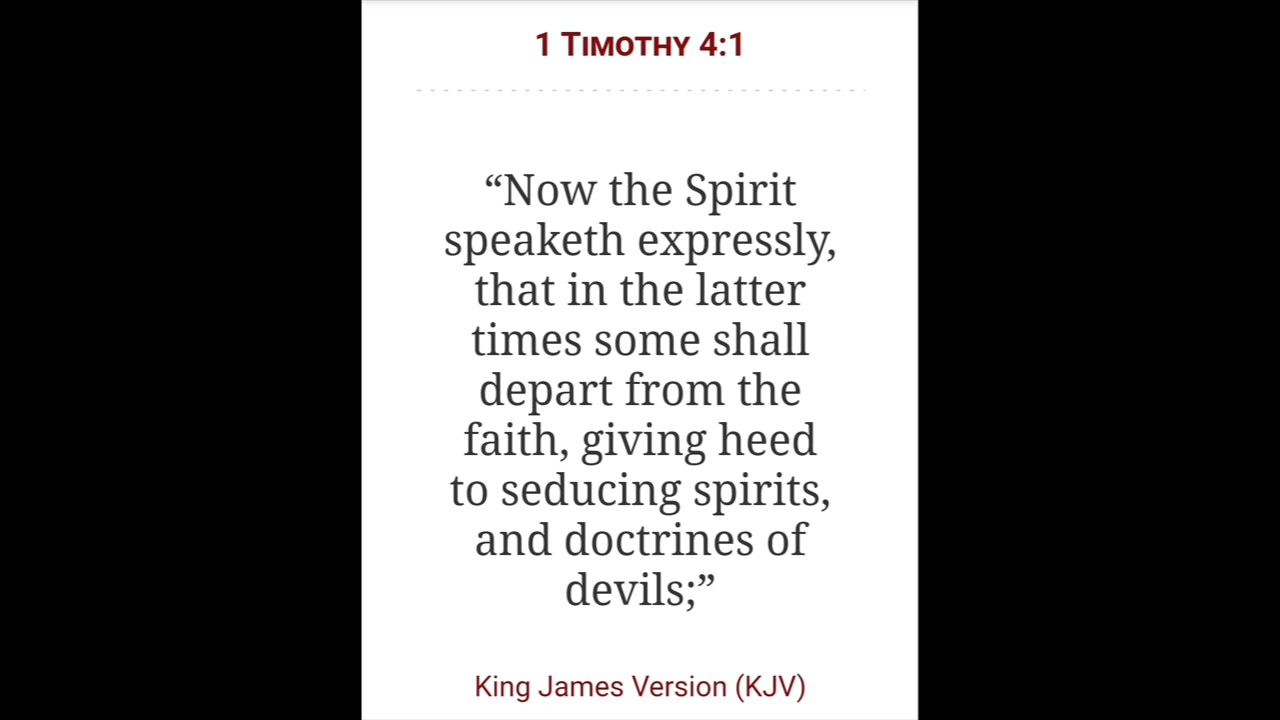 1 Timothy 4:1
“Now the Spirit
speaketh expressly,
that in the latter
times some shall
depart from the
faith, giving heed
to seducing spirits,
and doctrines of
devils;”
King James Version (KJV)